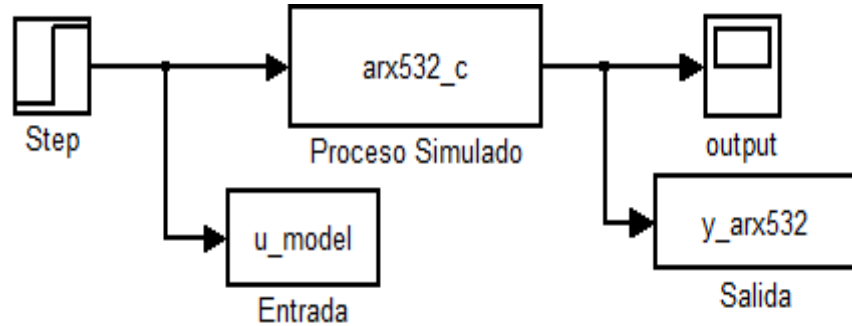 arx532_c
Step
Proceso Simulado
output
u_model
y_arx532
Entrada
Salida